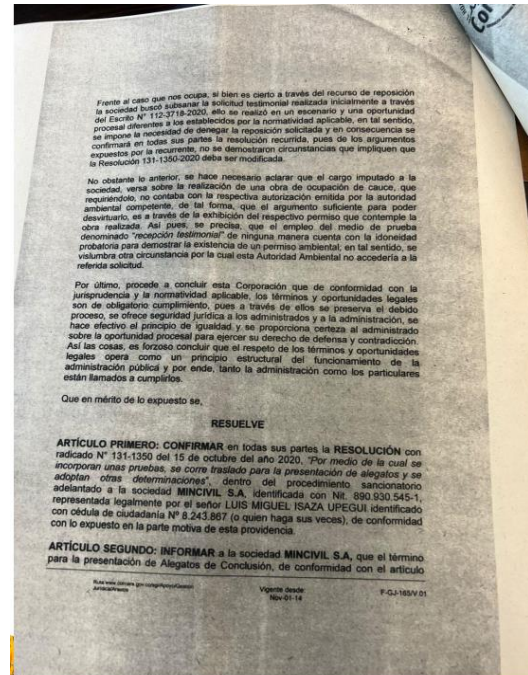 Frente al caso que nos ocupa, si bien es cierto a través del recurso de reposición
la sociedad buscó subsanar la solicitud testimonial realizada inicialmente a través
del Escrito N° 112-3718-2020, ello se realizó en un escenario y una oportunidad
procesal diferentes a los establecidos por la normatividad aplicable, en tal sentido,
se impone la necesidad de denegar la reposición solicitada y en consecuencia se
confirmará en todas sus partes la resolución recurrida, pues de los argumentos
expuestos por la recurrente, no se demostraron circunstancias que impliquen que
la Resolución 131-1350-2020 deba ser modificada.
No obstante lo anterior, se hace necesario aclarar que el cargo imputado a la
sociedad, versa sobre la realización de una obra de ocupación de cauce, que
requiriéndolo, no contaba con la respectiva autorización emitida por la autoridad
ambiental competente, de tal forma, que el argumento suficiente para poder
desvirtuarlo, es a través de la exhibición del respectivo permiso que contemple la
obra realizada. Así pues, se precisa, que el empleo del medio de prueba
denominado "recepción testimonial" de ninguna manera cuenta con la idoneidad
probatoria para demostrar la existencia de un permiso ambiental; en tal sentido, se
vislumbra otra circunstancia por la cual esta Autoridad Ambiental no accedería a la
referida solicitud.
Por último, procede a concluir esta Corporación que de conformidad con la
jurisprudencia y la normatividad aplicable, los términos y oportunidades legales
son de obligatorio cumplimiento, pues a través de ellos se preserva el debido
proceso, se ofrece seguridad jurídica a los administrados y a la administración, se
hace efectivo el principio de igualdad y se proporciona certeza al administrado
sobre la oportunidad procesal para ejercer su derecho de defensa y contradicción.
Así las cosas, es forzoso concluir que el respeto de los términos y oportunidades
legales opera como un principio estructural del funcionamiento de la
administración pública y por ende, tanto la administración como los particulares
están llamados a cumplirlos.
Que en mérito de lo expuesto se,
RESUELVE
ARTÍCULO PRIMERO: CONFIRMAR en todas sus partes la RESOLUCIÓN con
radicado N° 131-1350 del 15 de octubre del año 2020, "Por medio de la cual se
incorporan unas pruebas, se corre traslado para la presentación de alegatos y se
adoptan otras determinaciones", dentro del procedimiento sancionatorio
adelantado a la sociedad MINCIVIL S.A, identificada con Nit. 890.930.545-1,
representada legalmente por el señor LUIS MIGUEL ISAZA UPEGUI identificado
con cédula de ciudadanía N° 8.243.867 (o quien haga sus veces), de conformidad
con lo expuesto en la parte motiva de esta providencia.
ARTÍCULO SEGUNDO: INFORMAR a la sociedad MINCIVIL S.A, que el término
para la presentación de Alegatos de Conclusión, de conformidad con el artículo
Vigente desde:
Nov-01-14
F-GJ-165/V.01